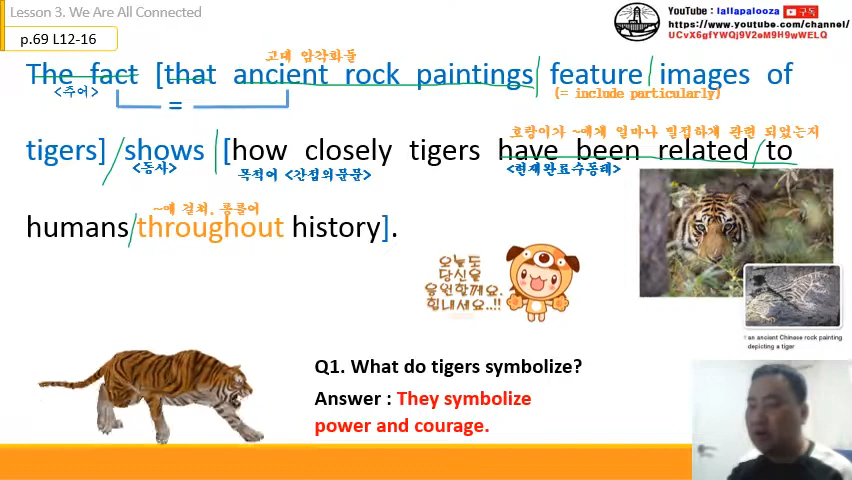 Lesson 3. We Are All Connected
p.69 L12-16
YouTube : lallapalooza 구독
https://www.youtube.com/channel/
UCvX6gfYWQj9V2eM9H9wWELQ
고대 암각화들
The fact [that ancient rock paintings feature images of
<주어>
(= include particularly)
=
호랑이가 ~에게 얼마나 밀접하게 관련 되었는지
tigers] shows [how closely tigers have been related to
<동사>
목적어 <간접의문문>
<현재완료수동태>
~에 걸쳐, 통틀어
humans throughout history].
오늘도
당신을
응원할께요.
힘내세요..!!
an ancient Chinese rock painting
depicting a tiger
Q1. What do tigers symbolize?
Answer : They symbolize
power and courage.